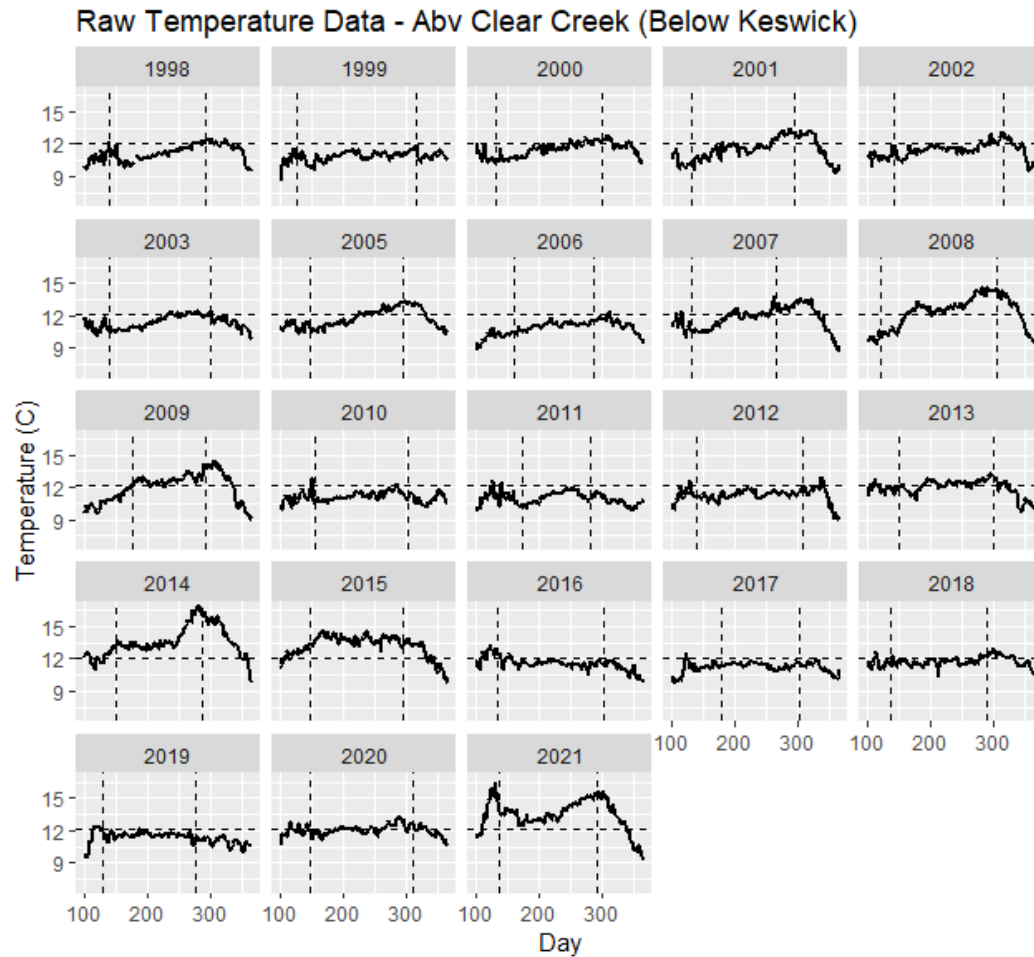 Raw Temperature Data - Abv Clear Creek (Below Keswick)
1998 1999 2000 2001 2002
15
12
9
2003 2005 2006 2007 2008
15
12
9
2009 2010 2011 2012 2013
15
12
9
2014 2015 2016 2017 2018
15
12
9
100 200 300 100 200 300
2019 2020 2021
15
12
9
100 200 300 100 200 300 100 200 300
Temperature (C)
Day